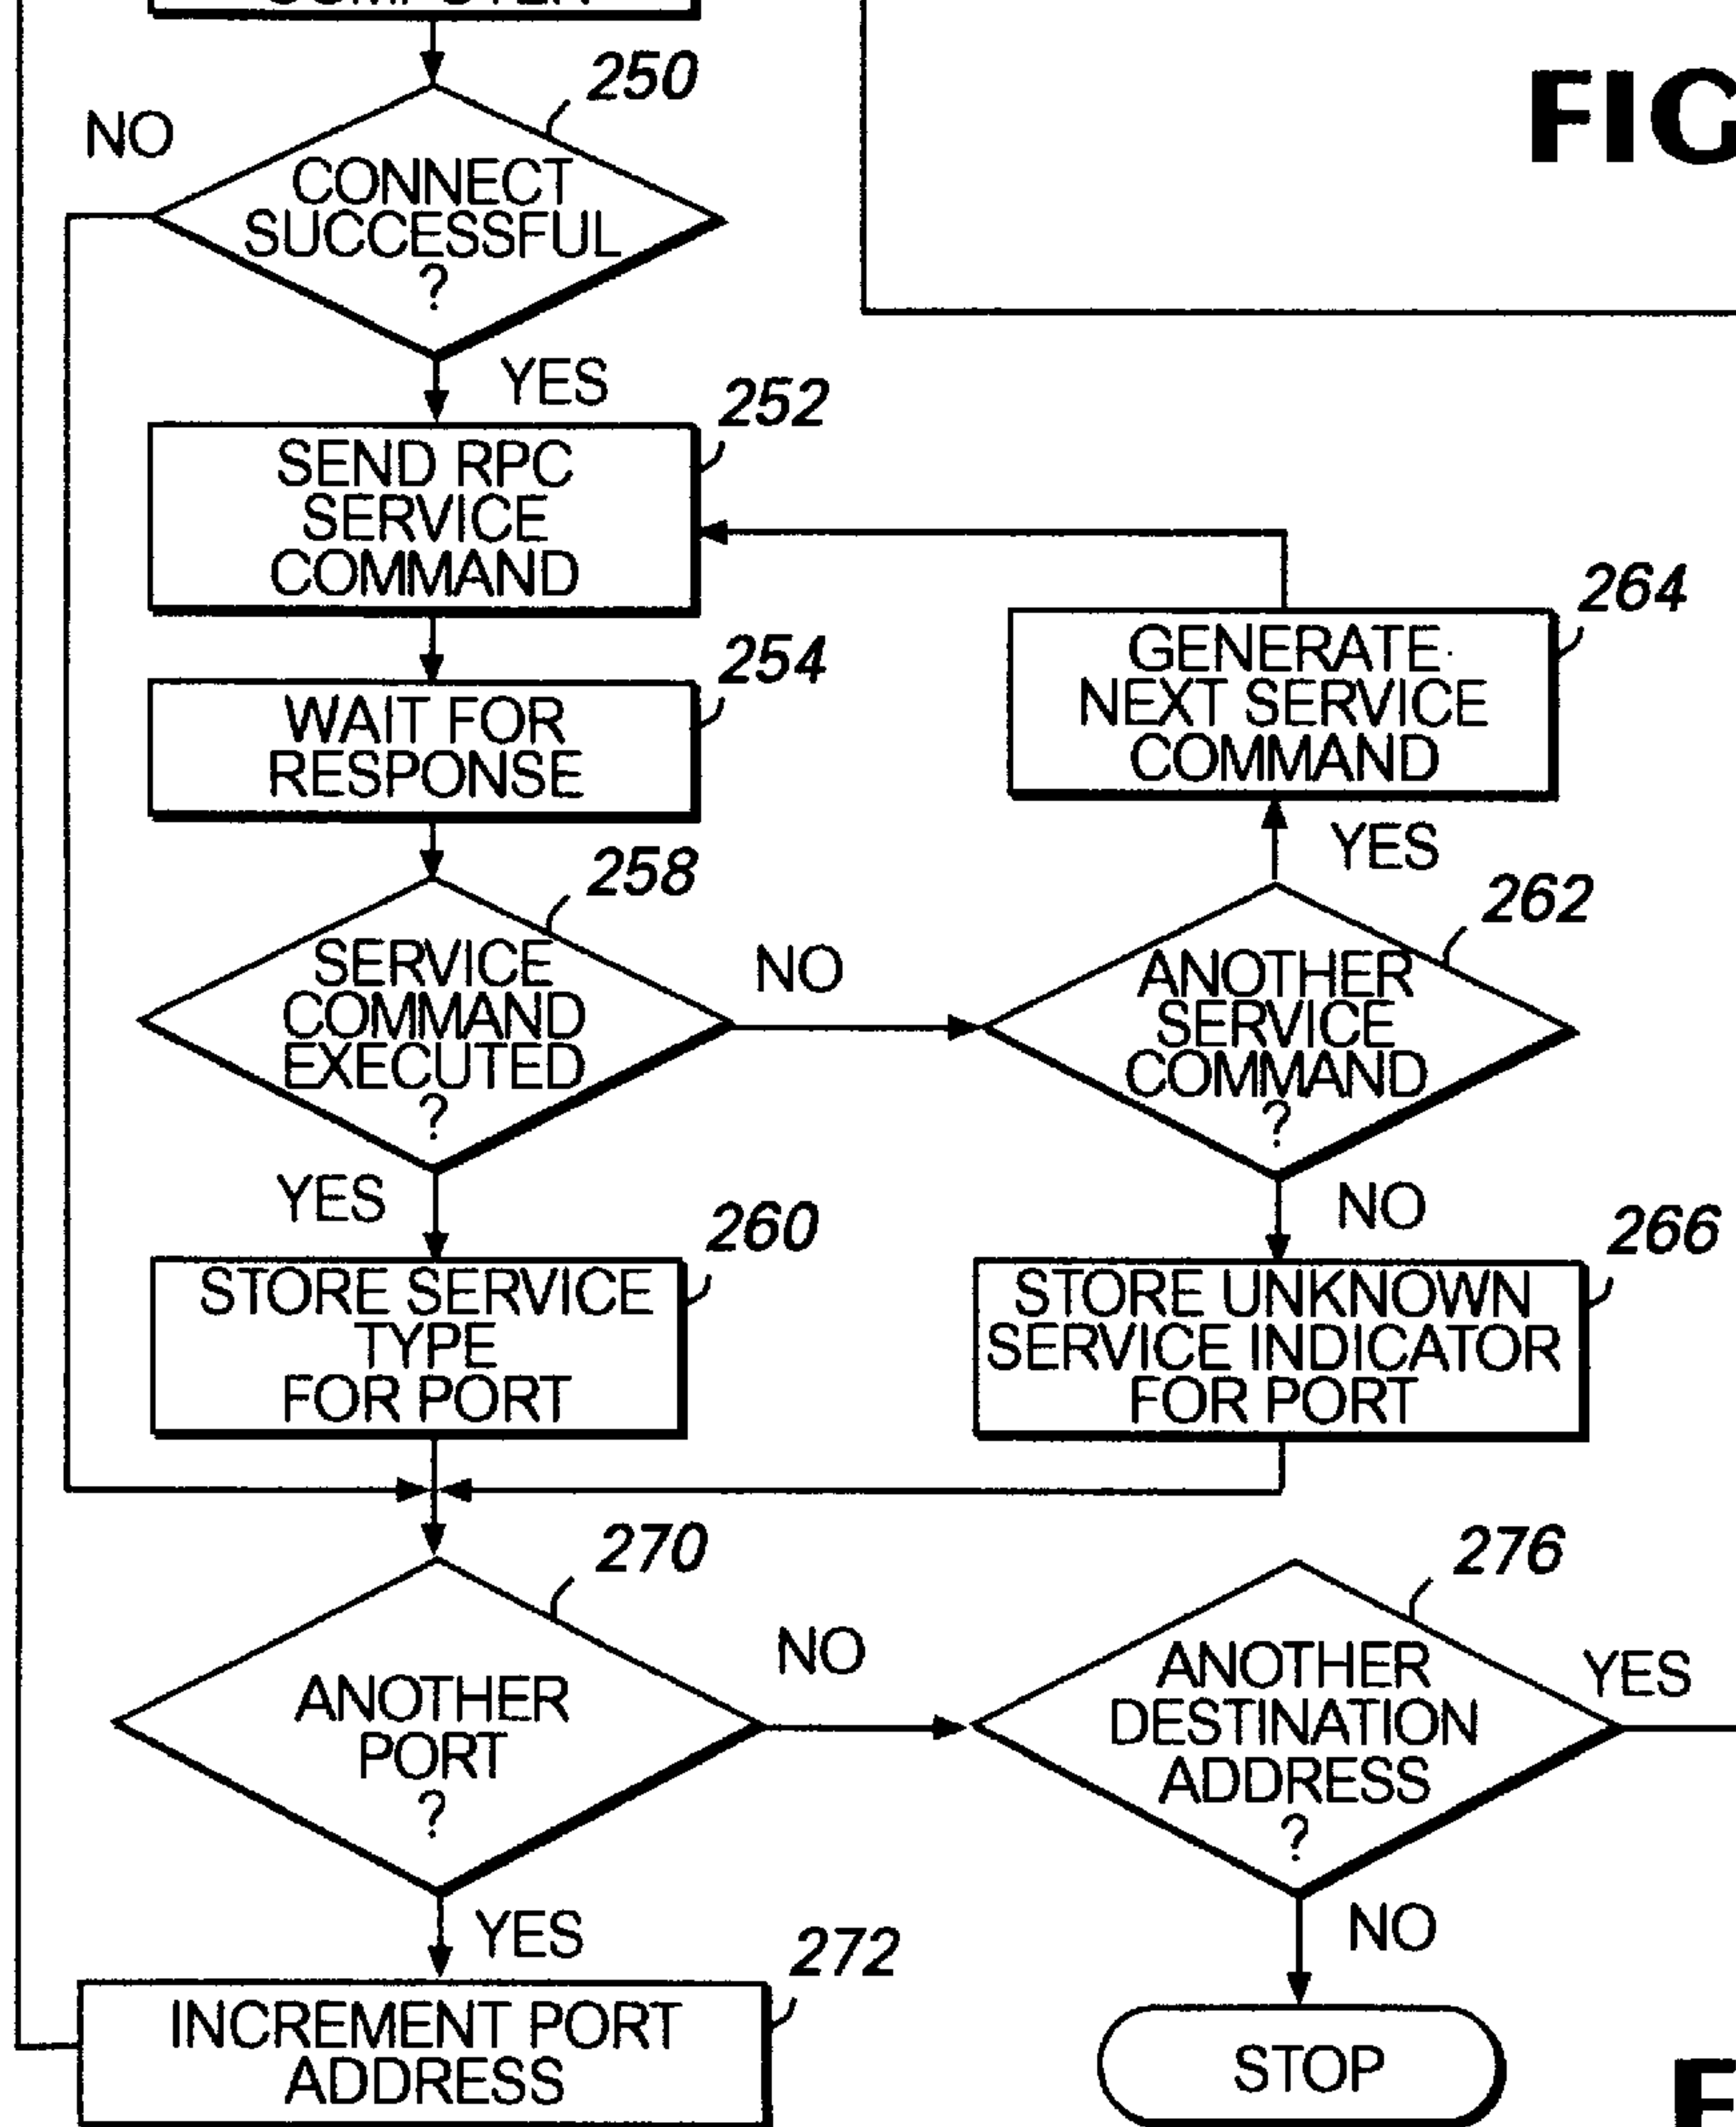 250
FIG
NO
CONNECT
SUCCESSFUL
?
YES
252
SEND RPC
SERVICE
COMMAND
264
GENERATE
NEXT SERVICE
COMMAND
254
WAIT FOR
RESPONSE
YES
258
262
SERVICE
COMMAND
EXECUTED
?
NO
ANOTHER
SERVICE
COMMAND
?
YES
NO
260
266
STORE SERVICE
TYPE
FOR PORT
STORE UNKNOWN
SERVICE INDICATOR
FOR PORT
270
276
ANOTHER
PORT
?
NO
ANOTHER
DESTINATION
ADDRESS
?
YES
YES
NO
272
INCREMENT PORT
ADDRESS
STOP